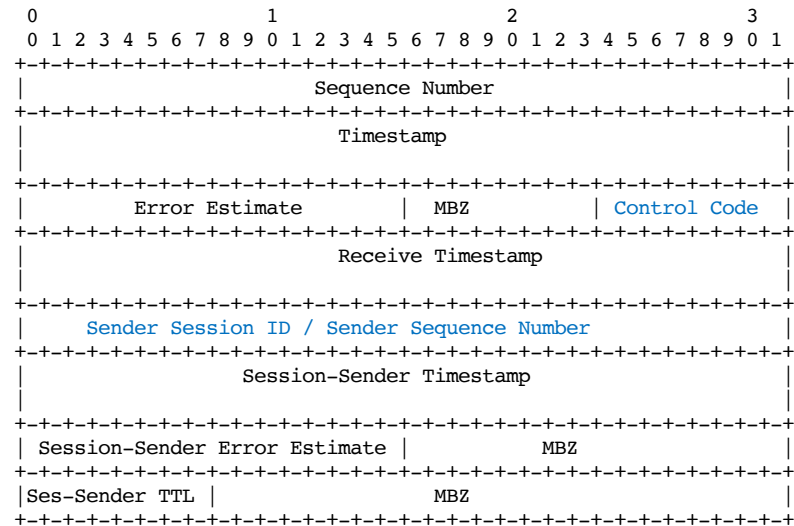 0                   1                   2                   3
 0 1 2 3 4 5 6 7 8 9 0 1 2 3 4 5 6 7 8 9 0 1 2 3 4 5 6 7 8 9 0 1
+-+-+-+-+-+-+-+-+-+-+-+-+-+-+-+-+-+-+-+-+-+-+-+-+-+-+-+-+-+-+-+-+
|                        Sequence Number                        |
+-+-+-+-+-+-+-+-+-+-+-+-+-+-+-+-+-+-+-+-+-+-+-+-+-+-+-+-+-+-+-+-+
|                          Timestamp                            |
|                                                               |
+-+-+-+-+-+-+-+-+-+-+-+-+-+-+-+-+-+-+-+-+-+-+-+-+-+-+-+-+-+-+-+-+
|         Error Estimate        |  MBZ          | Control Code  |
+-+-+-+-+-+-+-+-+-+-+-+-+-+-+-+-+-+-+-+-+-+-+-+-+-+-+-+-+-+-+-+-+
|                          Receive Timestamp                    |
|                                                               |
+-+-+-+-+-+-+-+-+-+-+-+-+-+-+-+-+-+-+-+-+-+-+-+-+-+-+-+-+-+-+-+-+
|     Sender Session ID / Sender Sequence Number                |
+-+-+-+-+-+-+-+-+-+-+-+-+-+-+-+-+-+-+-+-+-+-+-+-+-+-+-+-+-+-+-+-+
|                  Session-Sender Timestamp                     |
|                                                               |
+-+-+-+-+-+-+-+-+-+-+-+-+-+-+-+-+-+-+-+-+-+-+-+-+-+-+-+-+-+-+-+-+
| Session-Sender Error Estimate |           MBZ                 |
+-+-+-+-+-+-+-+-+-+-+-+-+-+-+-+-+-+-+-+-+-+-+-+-+-+-+-+-+-+-+-+-+
|Ses-Sender TTL |                  MBZ                          |
+-+-+-+-+-+-+-+-+-+-+-+-+-+-+-+-+-+-+-+-+-+-+-+-+-+-+-+-+-+-+-+-+